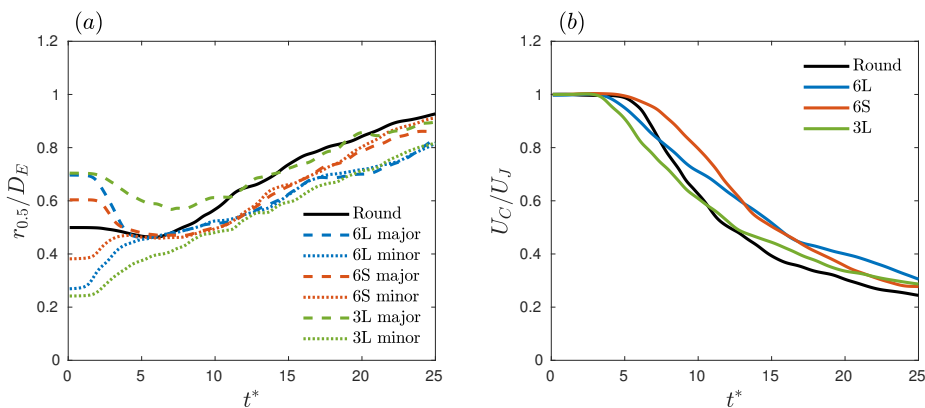 (a)
1.2
1
0.8
0.6
0.4
0.2
0
r0.5/DE
Round
6L major
6L minor
6S major
6S minor
3L major
3L minor
0 5 10 15 20 25
t*
(b)
1.2
1
0.8
0.6
0.4
0.2
0
UC/UJ
Round
6L
6S
3L
0 5 10 15 20 25
t*